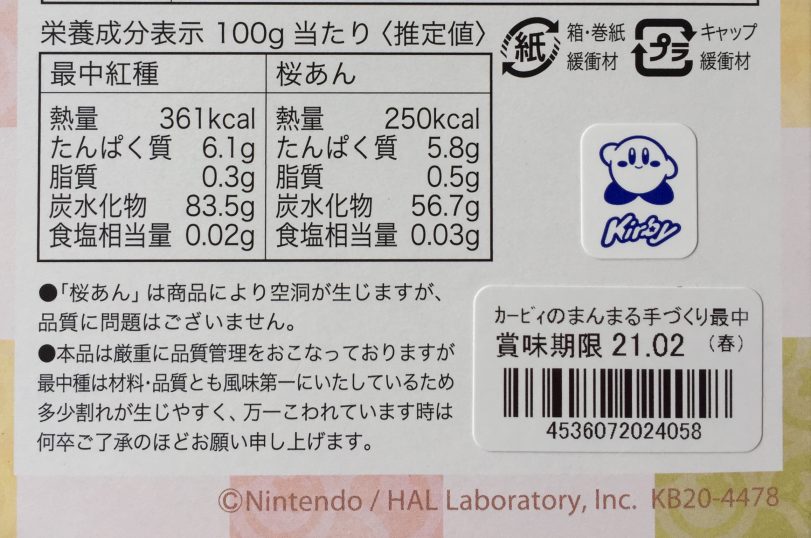 栄養成分表示 100g 当たり〈推定値〉
紙
箱・巻紙
緩衝材
プラ
キャップ
緩衝材
最中紅種
熱量 361kcal
たんぱく質 6.1g
脂質 0.3g
炭水化物 83.5g
食塩相当量 0.02g
桜あん
熱量 250kcal
たんぱく質 5.8g
脂質 0.5g
炭水化物 56.7g
食塩相当量 0.03g
Kirby
●「桜あん」は商品により空洞が生じますが、
品質に問題はございません。
●本品は厳重に品質管理をおこなっておりますが
最中種は材料・品質とも風味第一にいたしているため
多少割れが生じやすく、万一こわれています時は
何卒ご了承のほどお願い申し上げます。
カービィのまんまる手づくり最中
賞味期限 21.02 （春）
4536072024058
©Nintendo / HAL Laboratory, Inc. KB20-4478